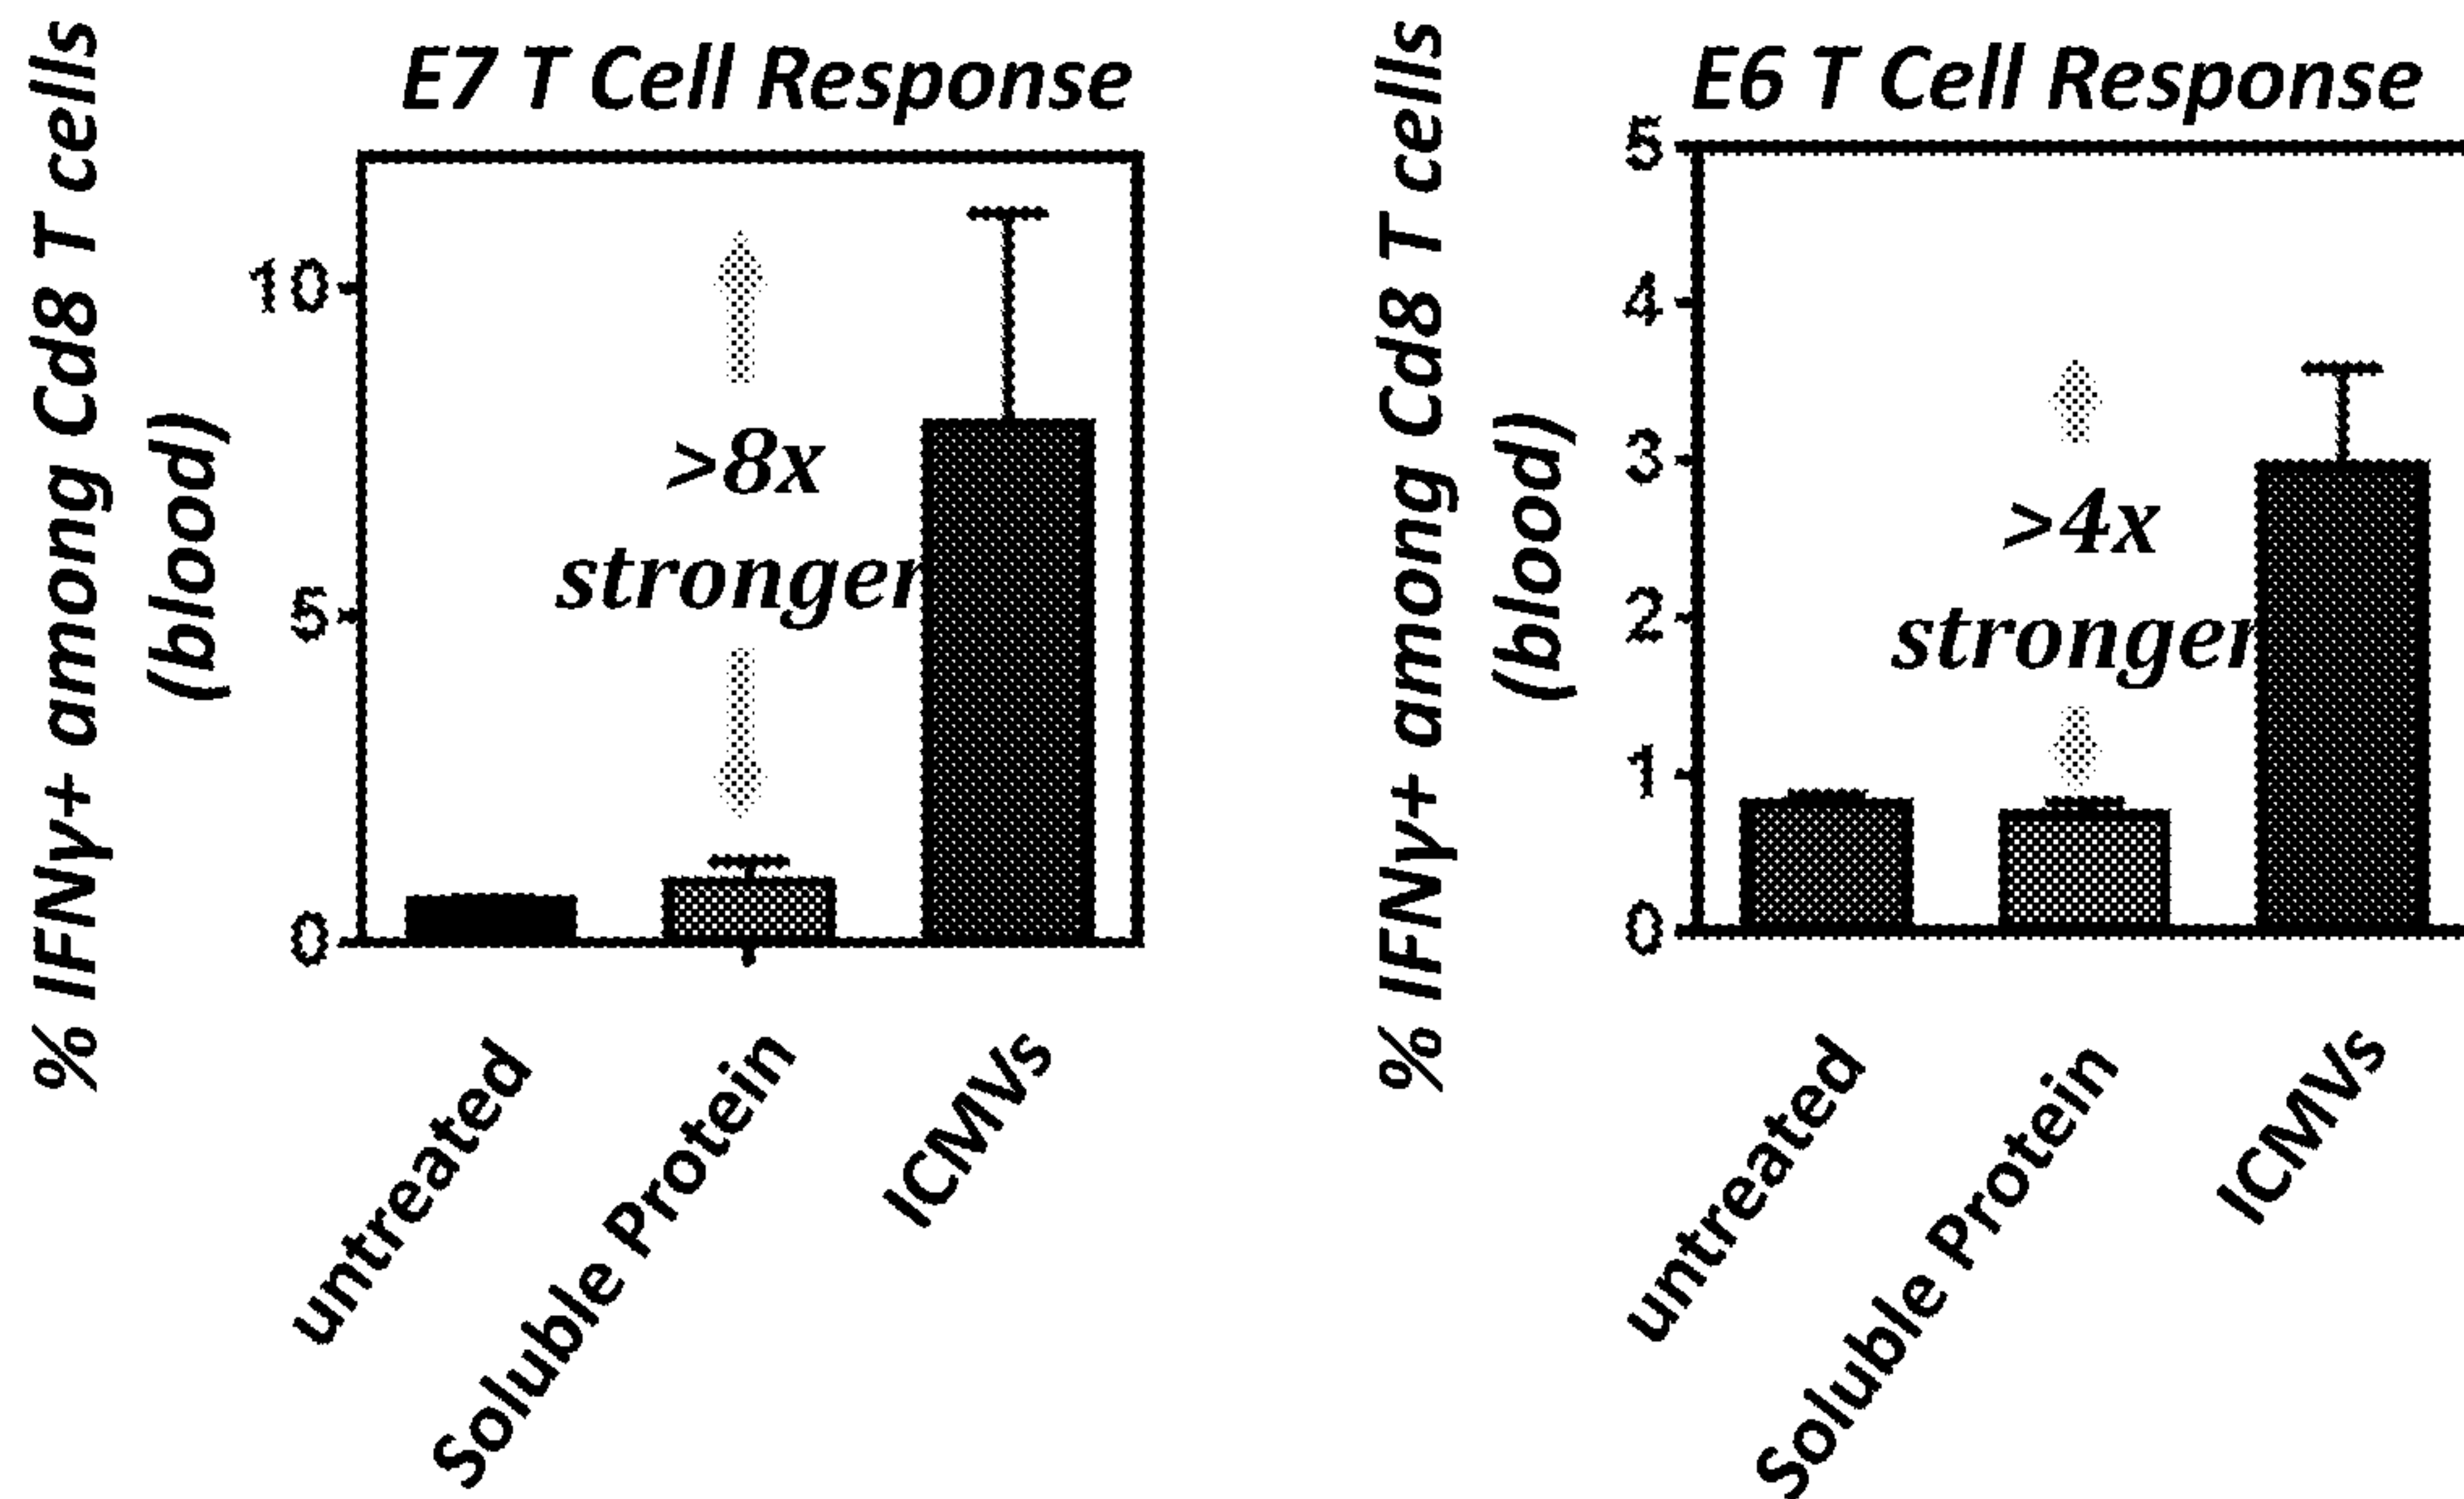 E7 T Cell Response
% IFNγ+ among Cd8 T cells
(blood)
10
5
0
>8x
stronger
untreated
Soluble Protein
ICMVs
E6 T Cell Response
% IFNγ+ among Cd8 T cells
(blood)
5
4
3
2
1
0
>4x
stronger
untreated
Soluble Protein
ICMVs